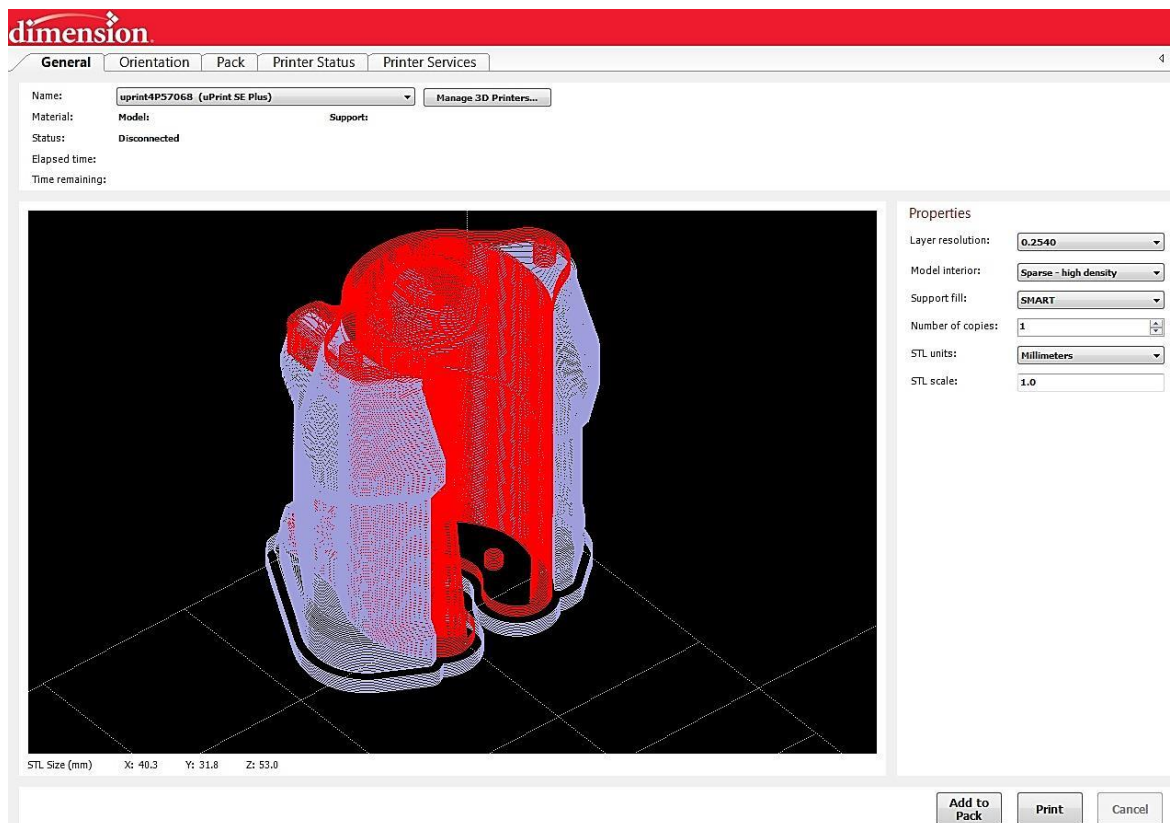 dimension
General Orientation Pack Printer Status Printer Services
Name: uprint4P57068 (uPrint SE Plus) Manage 3D Printers...
Material: Model: Support:
Status: Disconnected
Elapsed time:
Time remaining:
Properties
Layer resolution: 0.2540
Model interior: Sparse - high density
Support fill: SMART
Number of copies: 1
STL units: Millimeters
STL scale: 1.0
STL Size (mm) X: 40.3 Y: 31.8 Z: 53.0
Add to
Pack
Print
Cancel